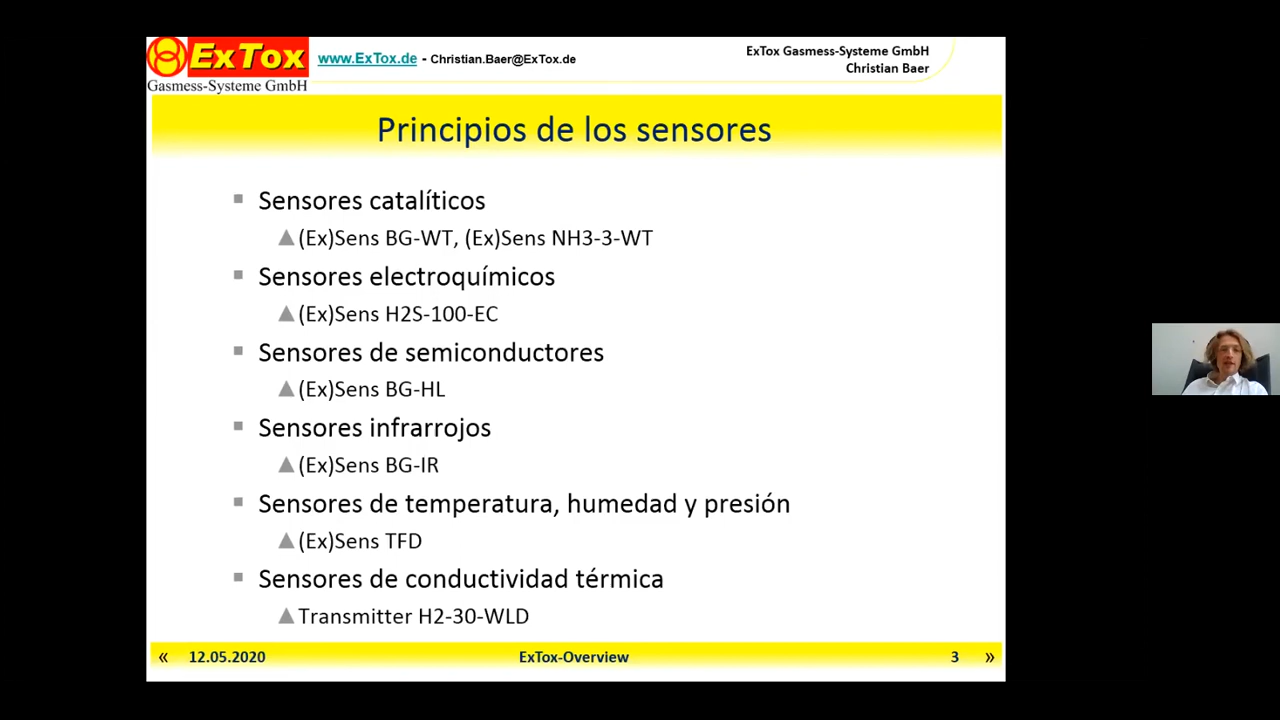 ExTox
Gasmess-Systeme GmbH
www.ExTox.de - Christian.Baer@ExTox.de
ExTox Gasmess-Systeme GmbH
Christian Baer
Principios de los sensores
Sensores catalíticos
(Ex)Sens BG-WT, (Ex)Sens NH3-3-WT
Sensores electroquímicos
(Ex)Sens H2S-100-EC
Sensores de semiconductores
(Ex)Sens BG-HL
Sensores infrarrojos
(Ex)Sens BG-IR
Sensores de temperatura, humedad y presión
(Ex)Sens TFD
Sensores de conductividad térmica
Transmitter H2-30-WLD
« 12.05.2020 ExTox-Overview 3 »